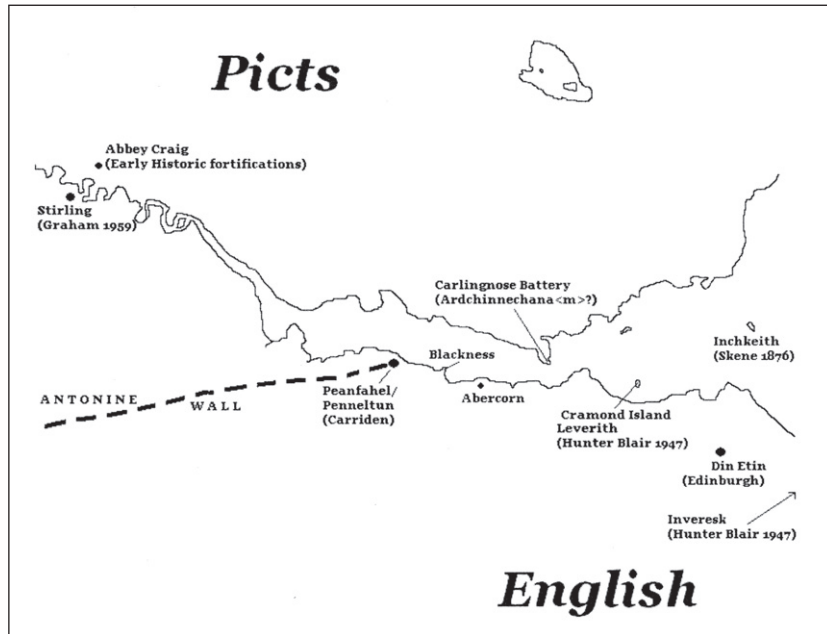 Picts
Abbey Craig
(Early Historic fortifications)
Stirling
(Graham 1959)
Carlingnose Battery
(Ardchinnechana<m>?)
Inchkeith
(Skene 1876)
Blackness
Peanfahel/
Penneltun
(Carriden)
ANTONINE
WALL
Abercorn
Cramond Island
Leverith
(Hunter Blair 1947)
Din Etin
(Edinburgh)
Inveresk
(Hunter Blair 1947)
English